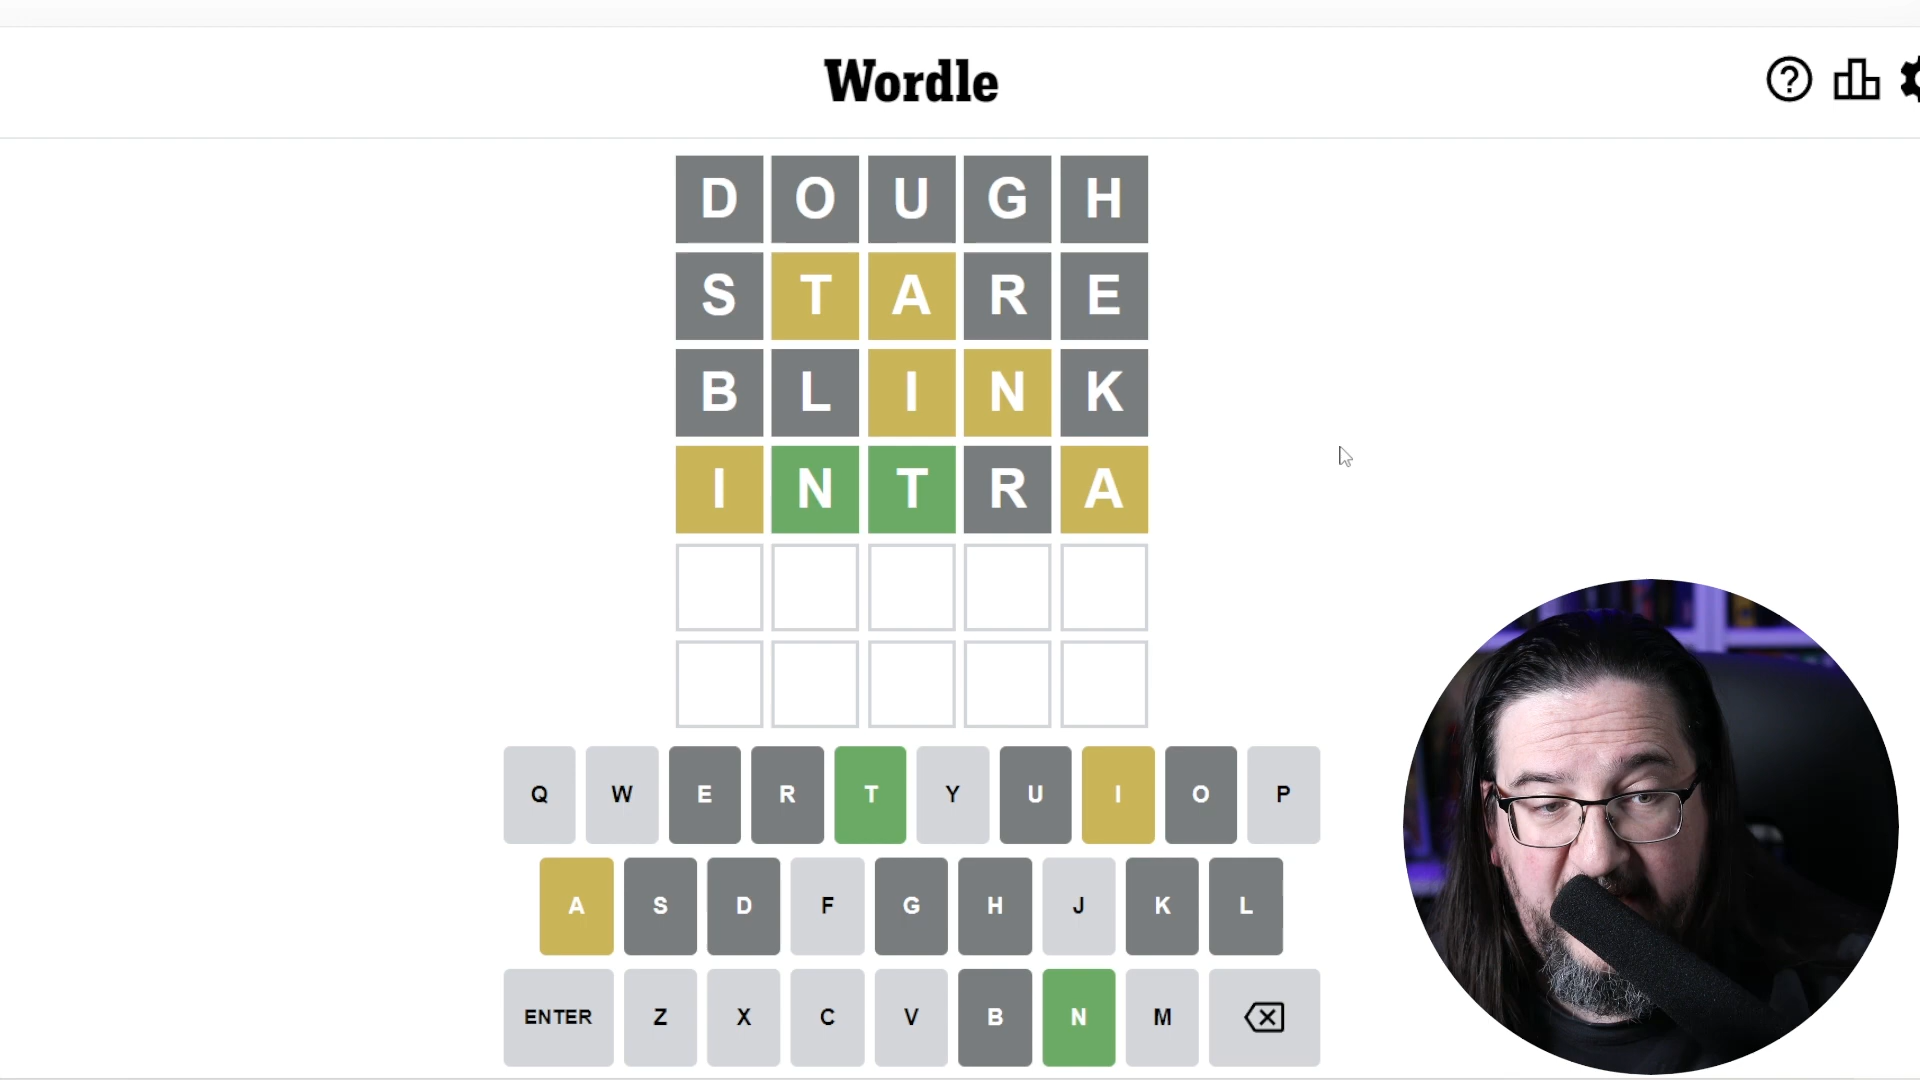 Wordle
D O U G H
S T A R E
B L I N K
I N T R A
Q W E R T Y U I O P
A S D F G H J K L
ENTER Z X C V B N M